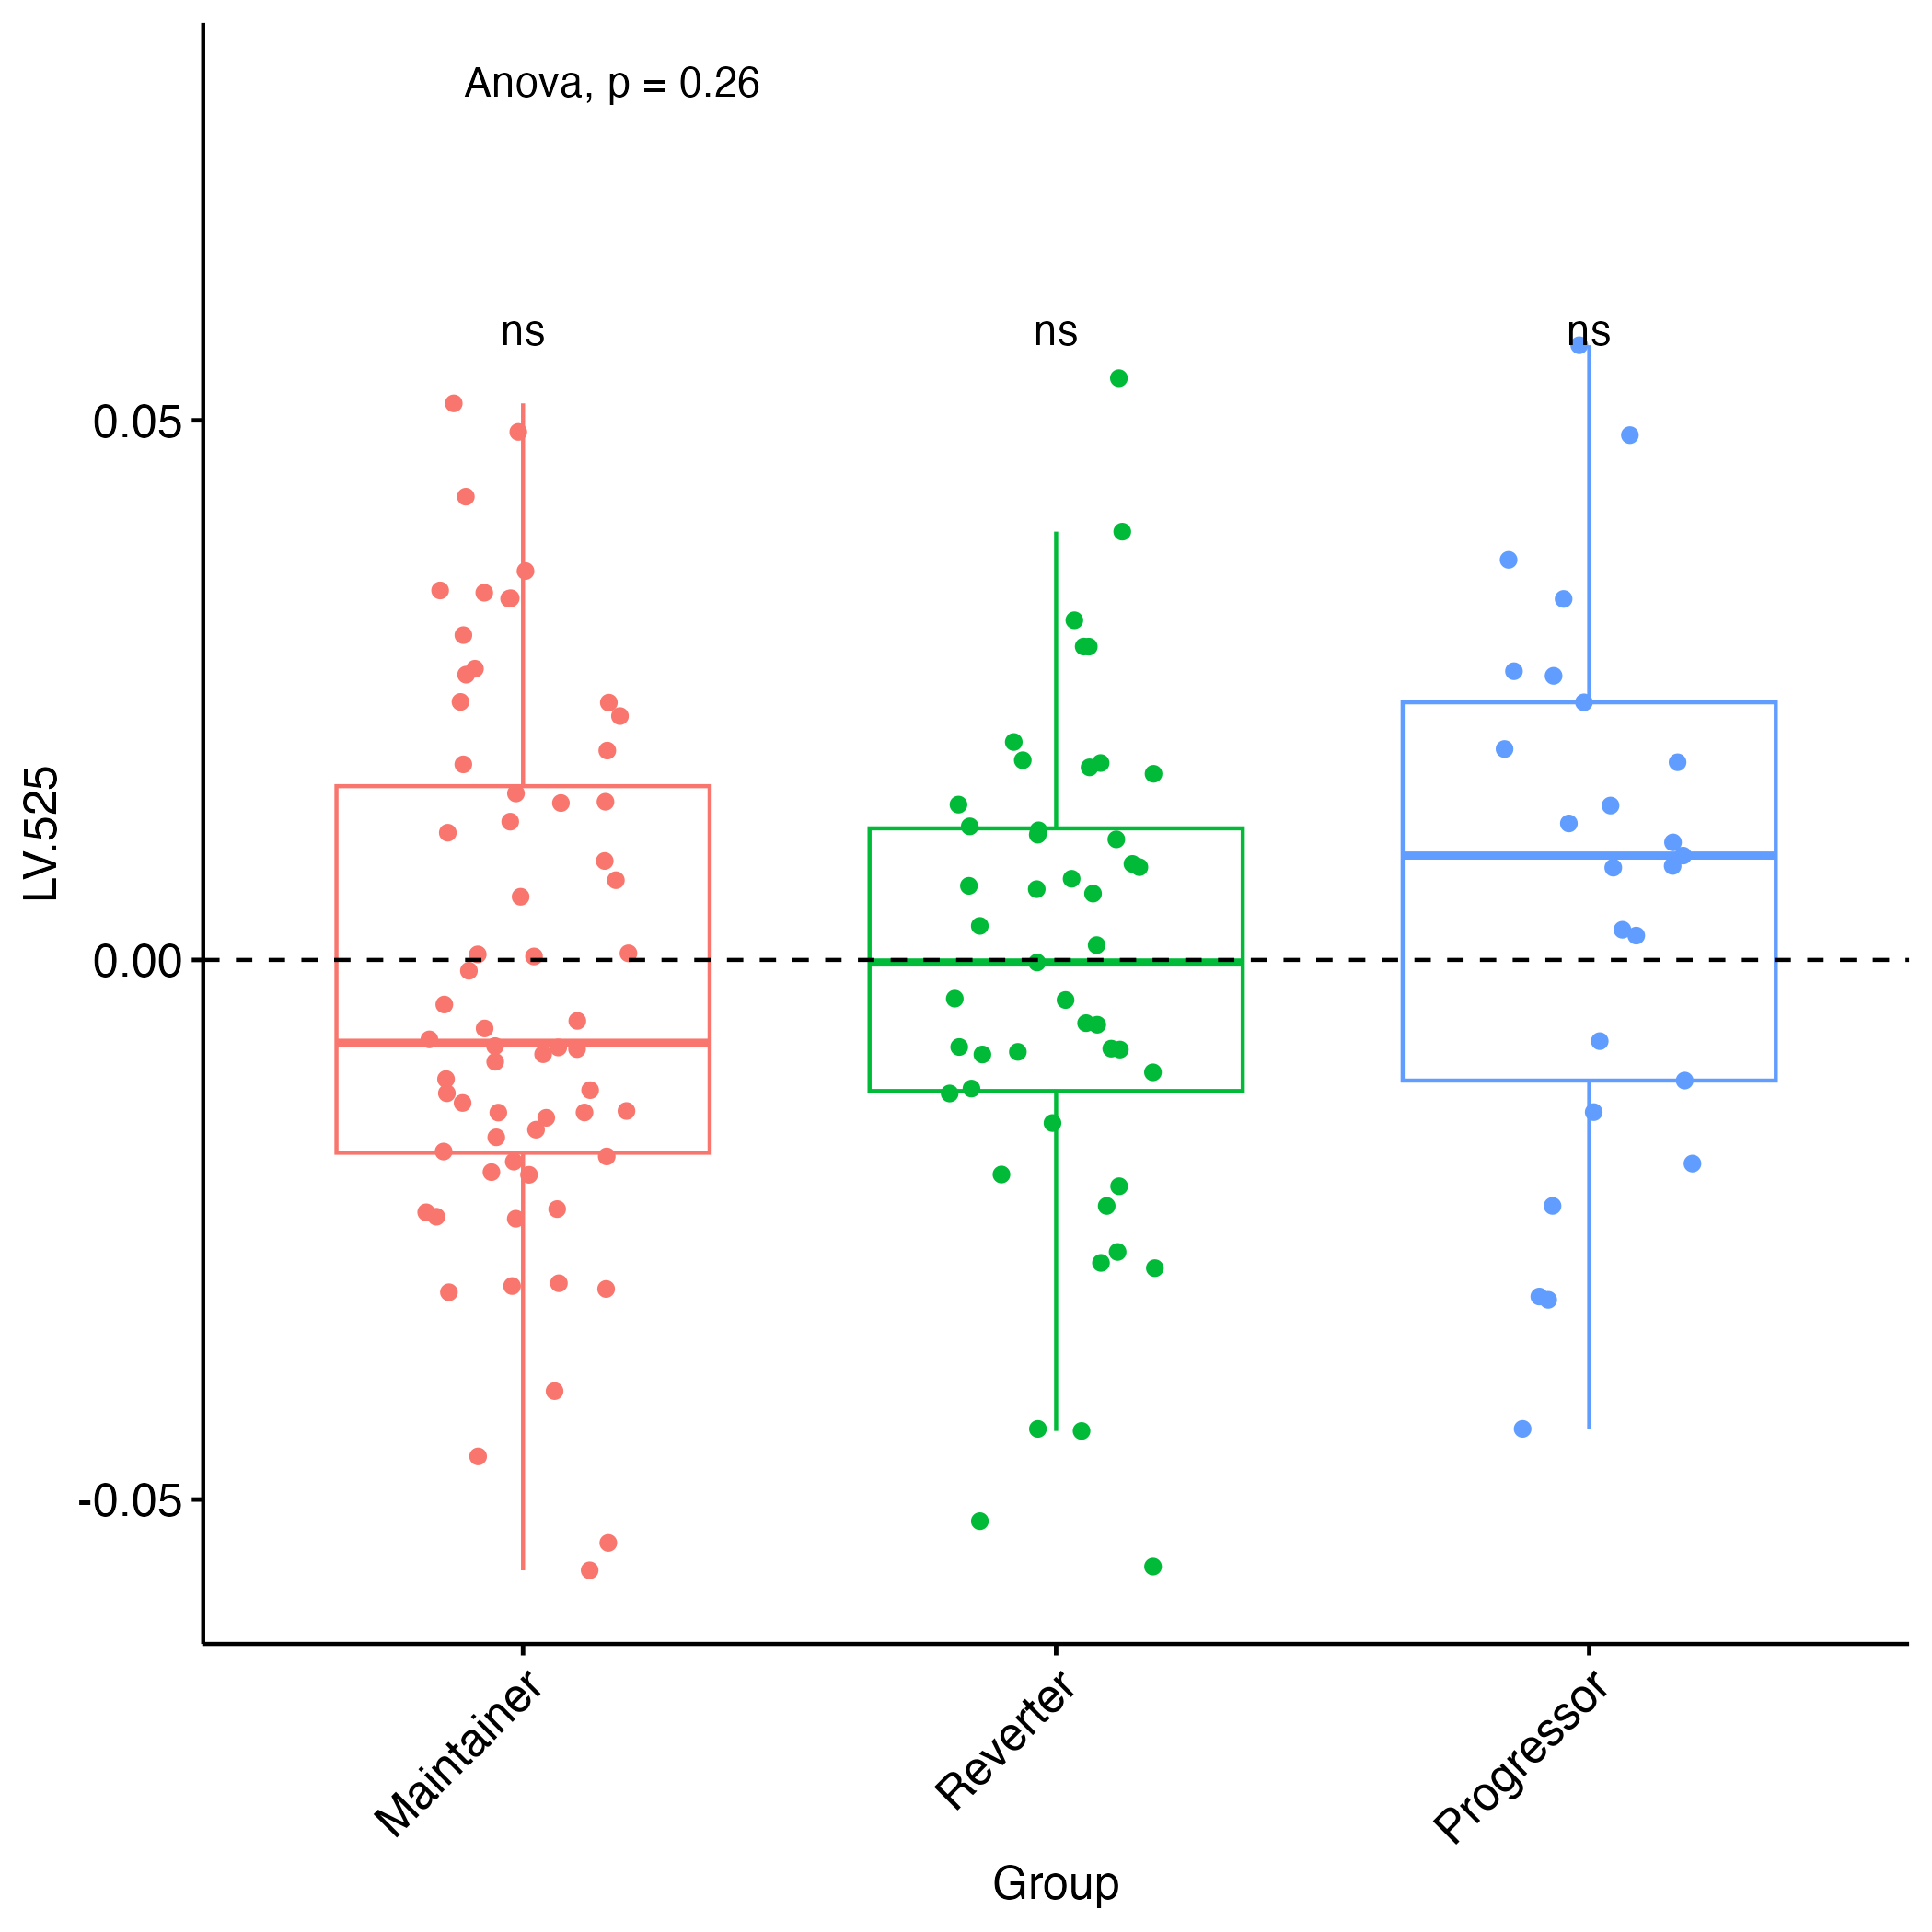 Anova, p = 0.26
ns
ns
ns
0.05
0.00
-0.05
LV.525
Maintainer
Reverter
Progressor
Group